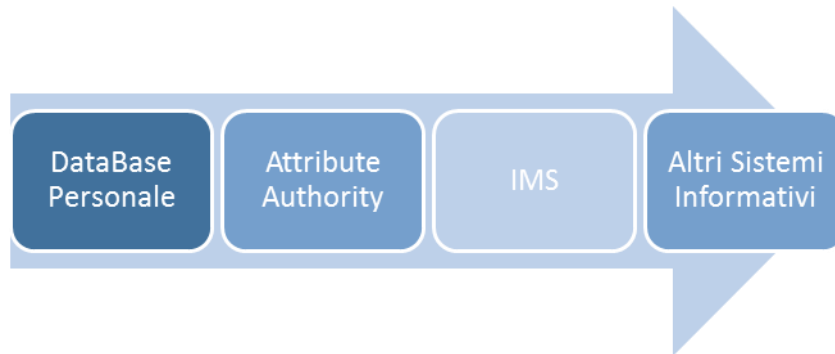 DataBase
Personale
Attribute
Authority
IMS
Altri Sistemi
Informativi